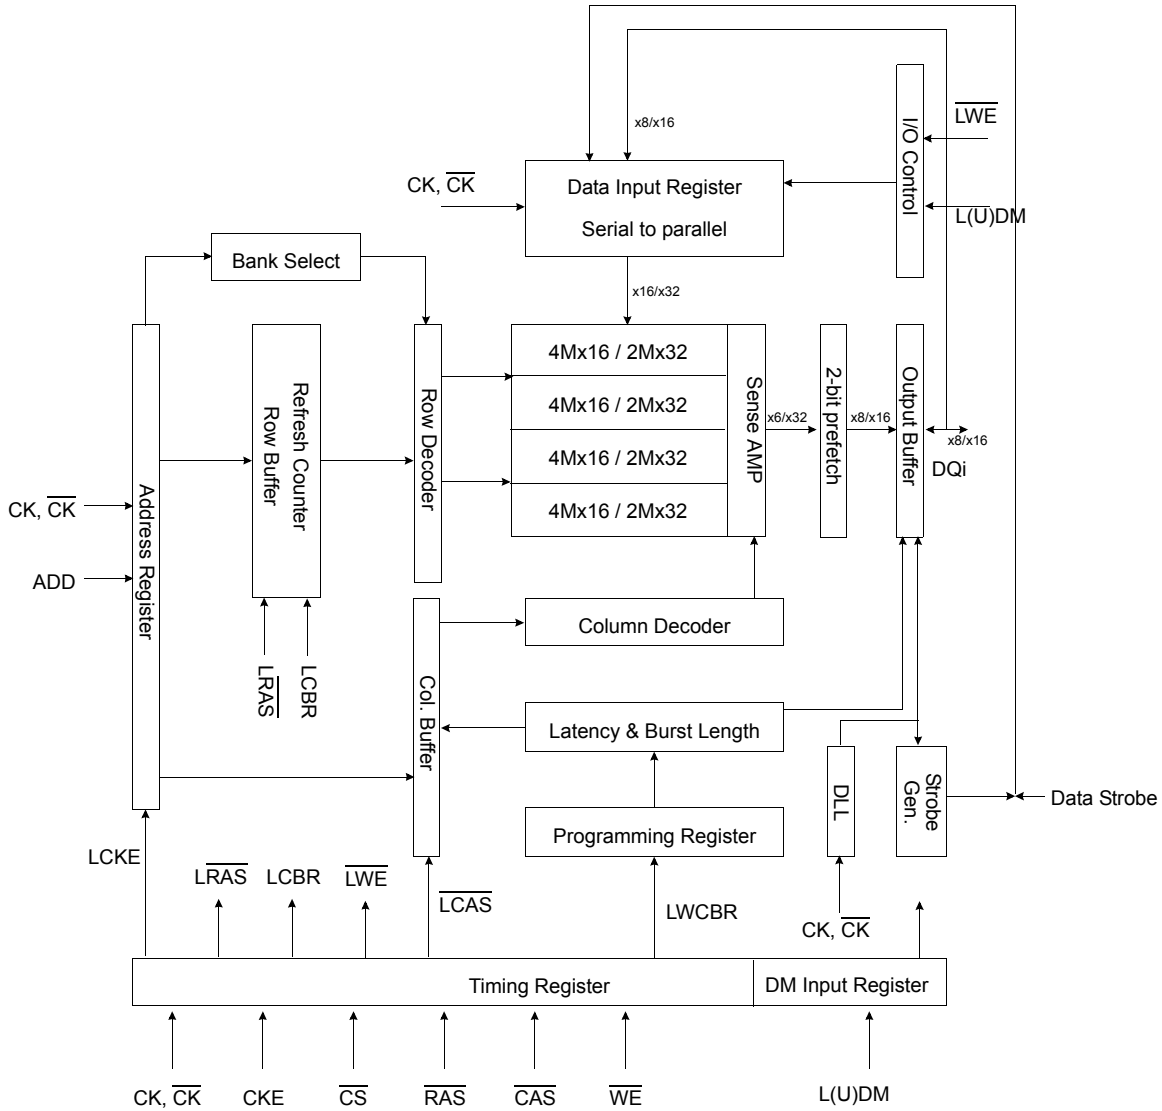 x8/x16
LWE
I/O Control
CK, CK
Data Input Register
Serial to parallel
L(U)DM
Bank Select
x16/x32
Address Register
Refresh Counter
Row Buffer
Row Decoder
4Mx16 / 2Mx32
4Mx16 / 2Mx32
4Mx16 / 2Mx32
4Mx16 / 2Mx32
Sense AMP
x6/x32
2-bit prefetch
x8/x16
Output Buffer
x8/x16
DQi
CK, CK
ADD
LRAS
LCBR
Col. Buffer
Column Decoder
Latency & Burst Length
DLL
Strobe
Gen.
Data Strobe
Programming Register
LCKE
LRAS
LCBR
LWE
LCAS
LWCBR
CK, CK
Timing Register
DM Input Register
CK, CK
CKE
CS
RAS
CAS
WE
L(U)DM